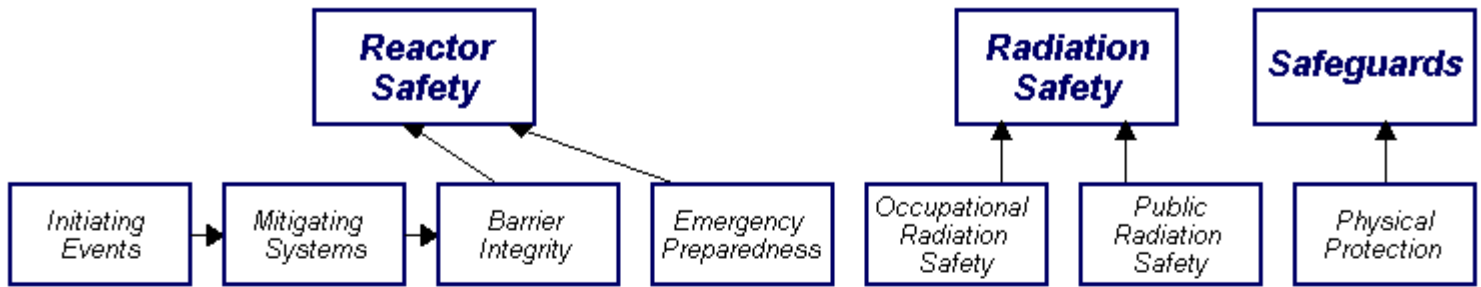 Reactor
Safety
Radiation
Safety
Safeguards
Initiating
Events
Mitigating
Systems
Barrier
Integrity
Emergency
Preparedness
Occupational
Radiation
Safety
Public
Radiation
Safety
Physical
Protection